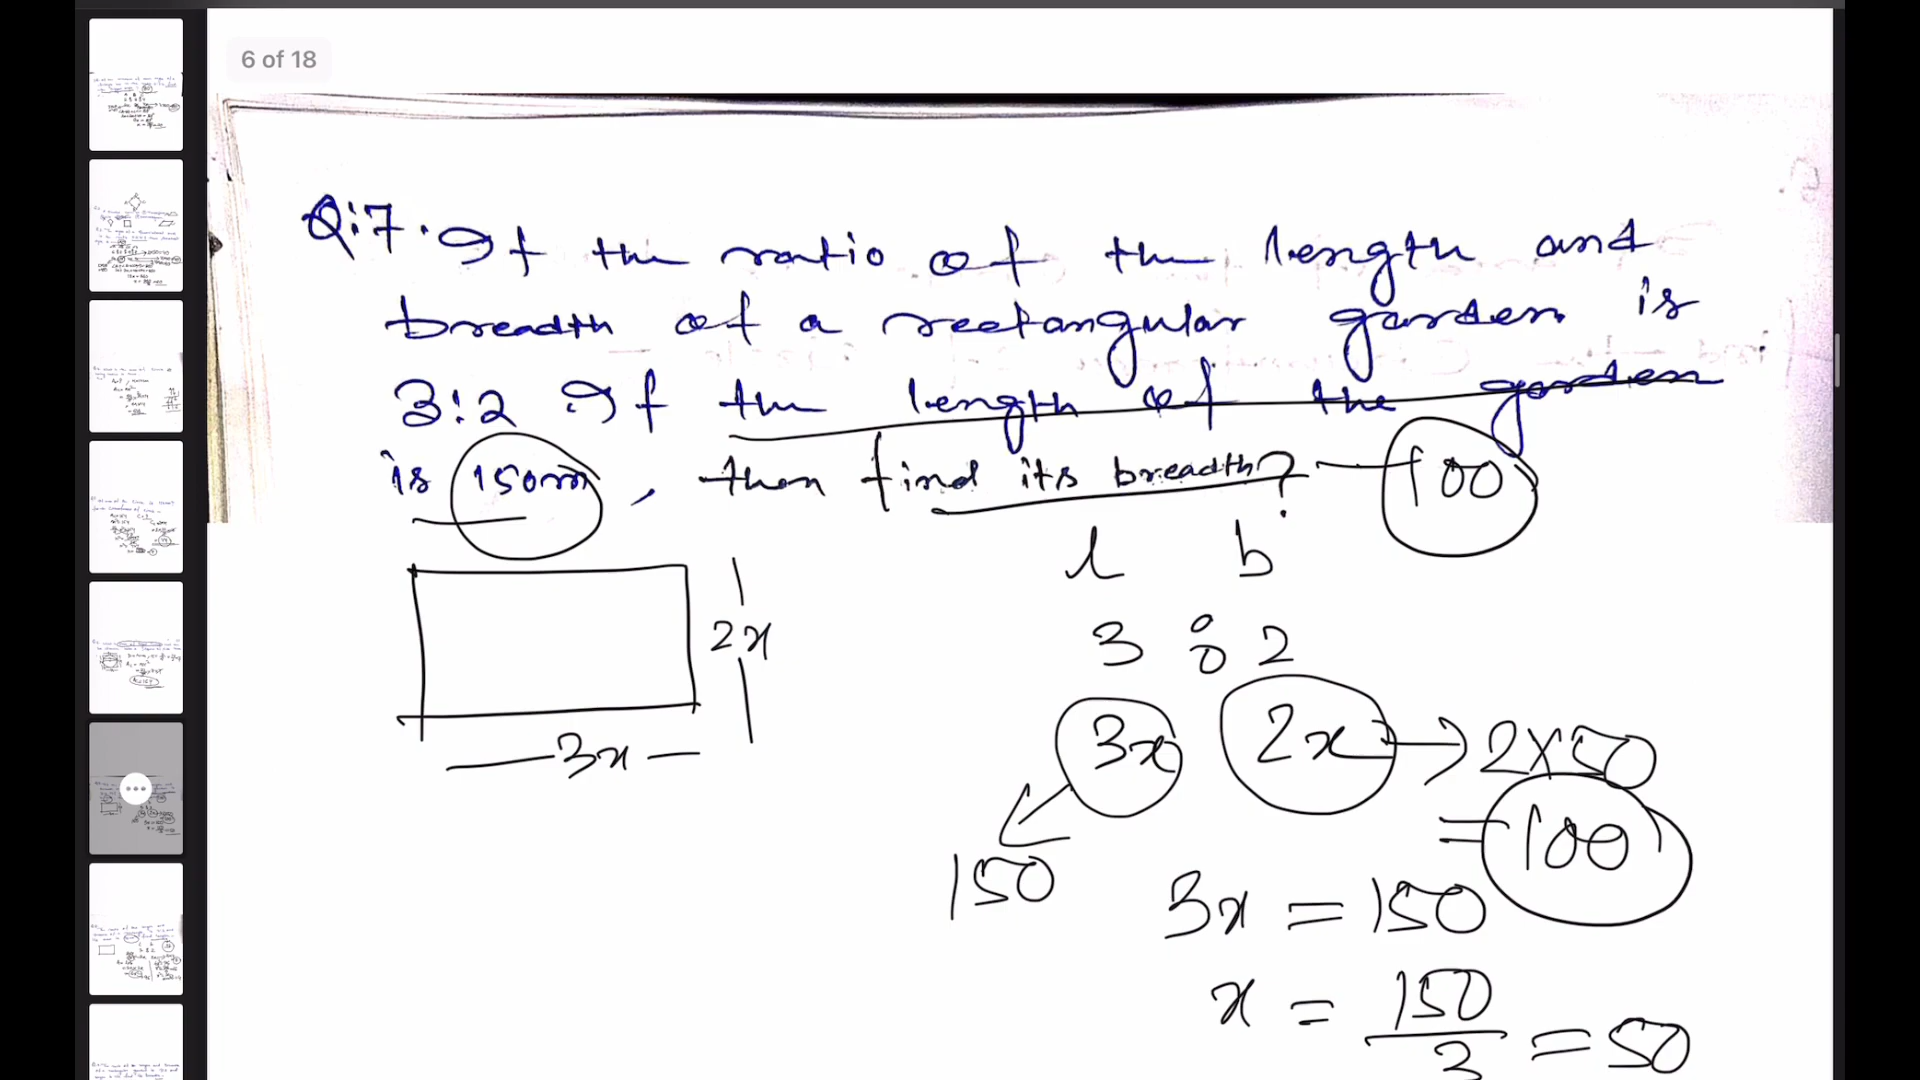 6 of 18
Q:7. If the ratio of the length and
breadth of a rectangular garden is
3:2 If the length of the garden
is 150m, then find its breadth? 100
l b
3 : 2
2x
3x
3x 2x → 2×50
= 100
150
3x = 150
x = 150/3 = 50